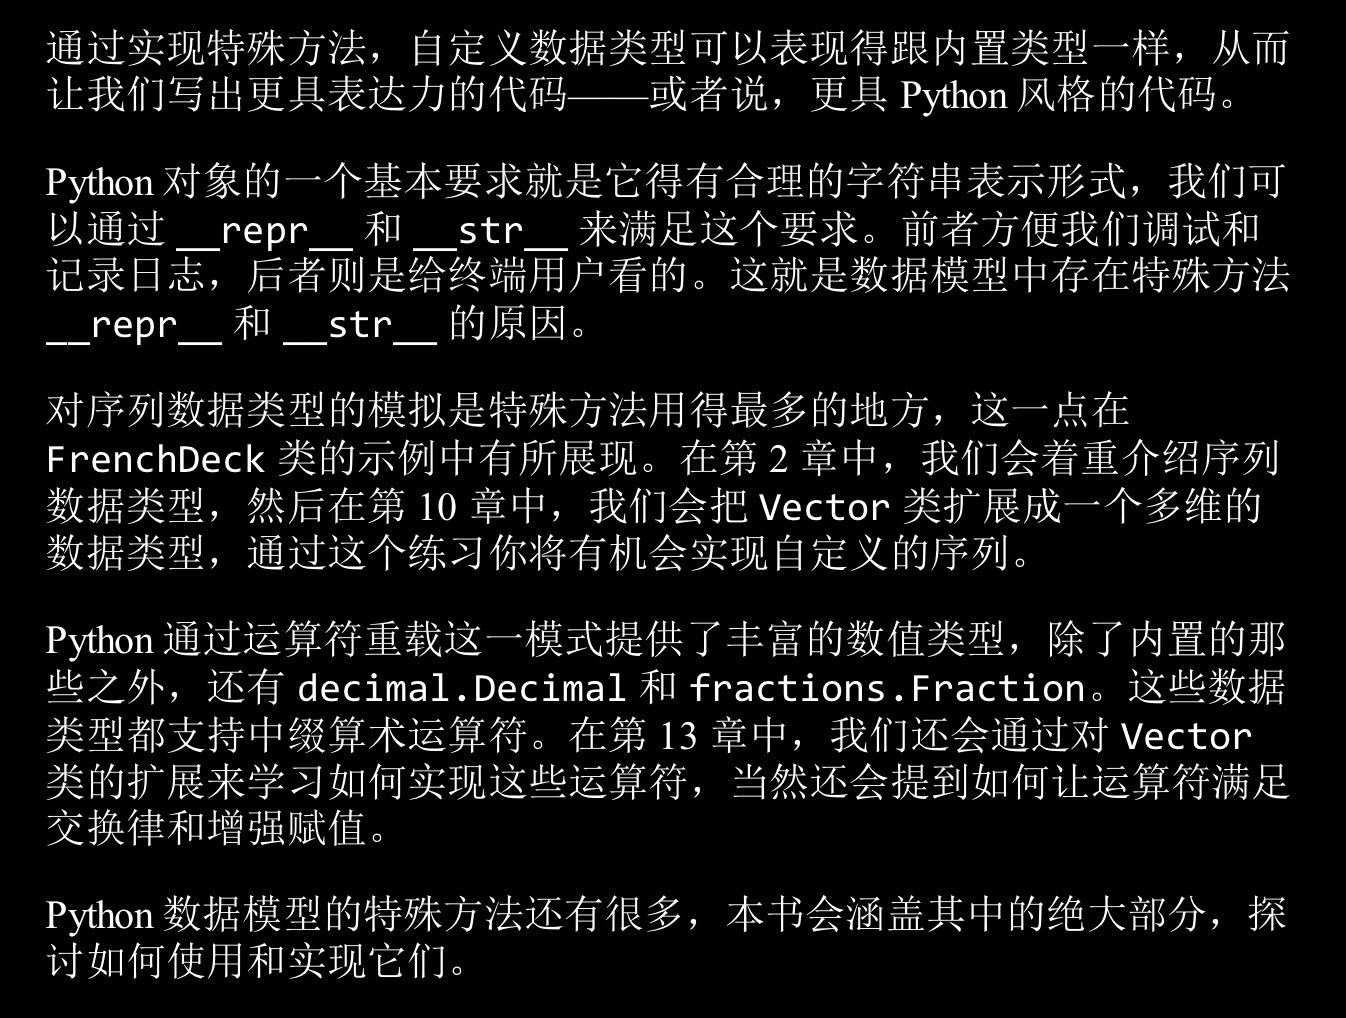 通过实现特殊方法，自定义数据类型可以表现得跟内置类型一样，从而
让我们写出更具表达力的代码——或者说，更具 Python 风格的代码。
Python 对象的一个基本要求就是它得有合理的字符串表示形式，我们可
以通过 __repr__ 和 __str__ 来满足这个要求。前者方便我们调试和
记录日志，后者则是给终端用户看的。这就是数据模型中存在特殊方法
__repr__ 和 __str__ 的原因。
对序列数据类型的模拟是特殊方法用得最多的地方，这一点在
FrenchDeck 类的示例中有所展现。在第 2 章中，我们会着重介绍序列
数据类型，然后在第 10 章中，我们会把 Vector 类扩展成一个多维的
数据类型，通过这个练习你将有机会实现自定义的序列。
Python 通过运算符重载这一模式提供了丰富的数值类型，除了内置的那
些之外，还有 decimal.Decimal 和 fractions.Fraction。这些数据
类型都支持中缀算术运算符。在第 13 章中，我们还会通过对 Vector
类的扩展来学习如何实现这些运算符，当然还会提到如何让运算符满足
交换律和增强赋值。
Python 数据模型的特殊方法还有很多，本书会涵盖其中的绝大部分，探
讨如何使用和实现它们。